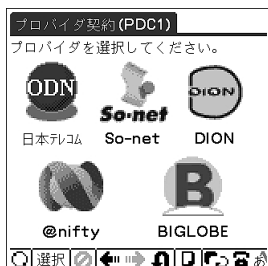 プロバイダ契約(PDC1)
プロバイダを選択してください。
ODN
So-net
DION
日本テレコム
So-net
DION
B
@nifty
BIGLOBE
選択
あ